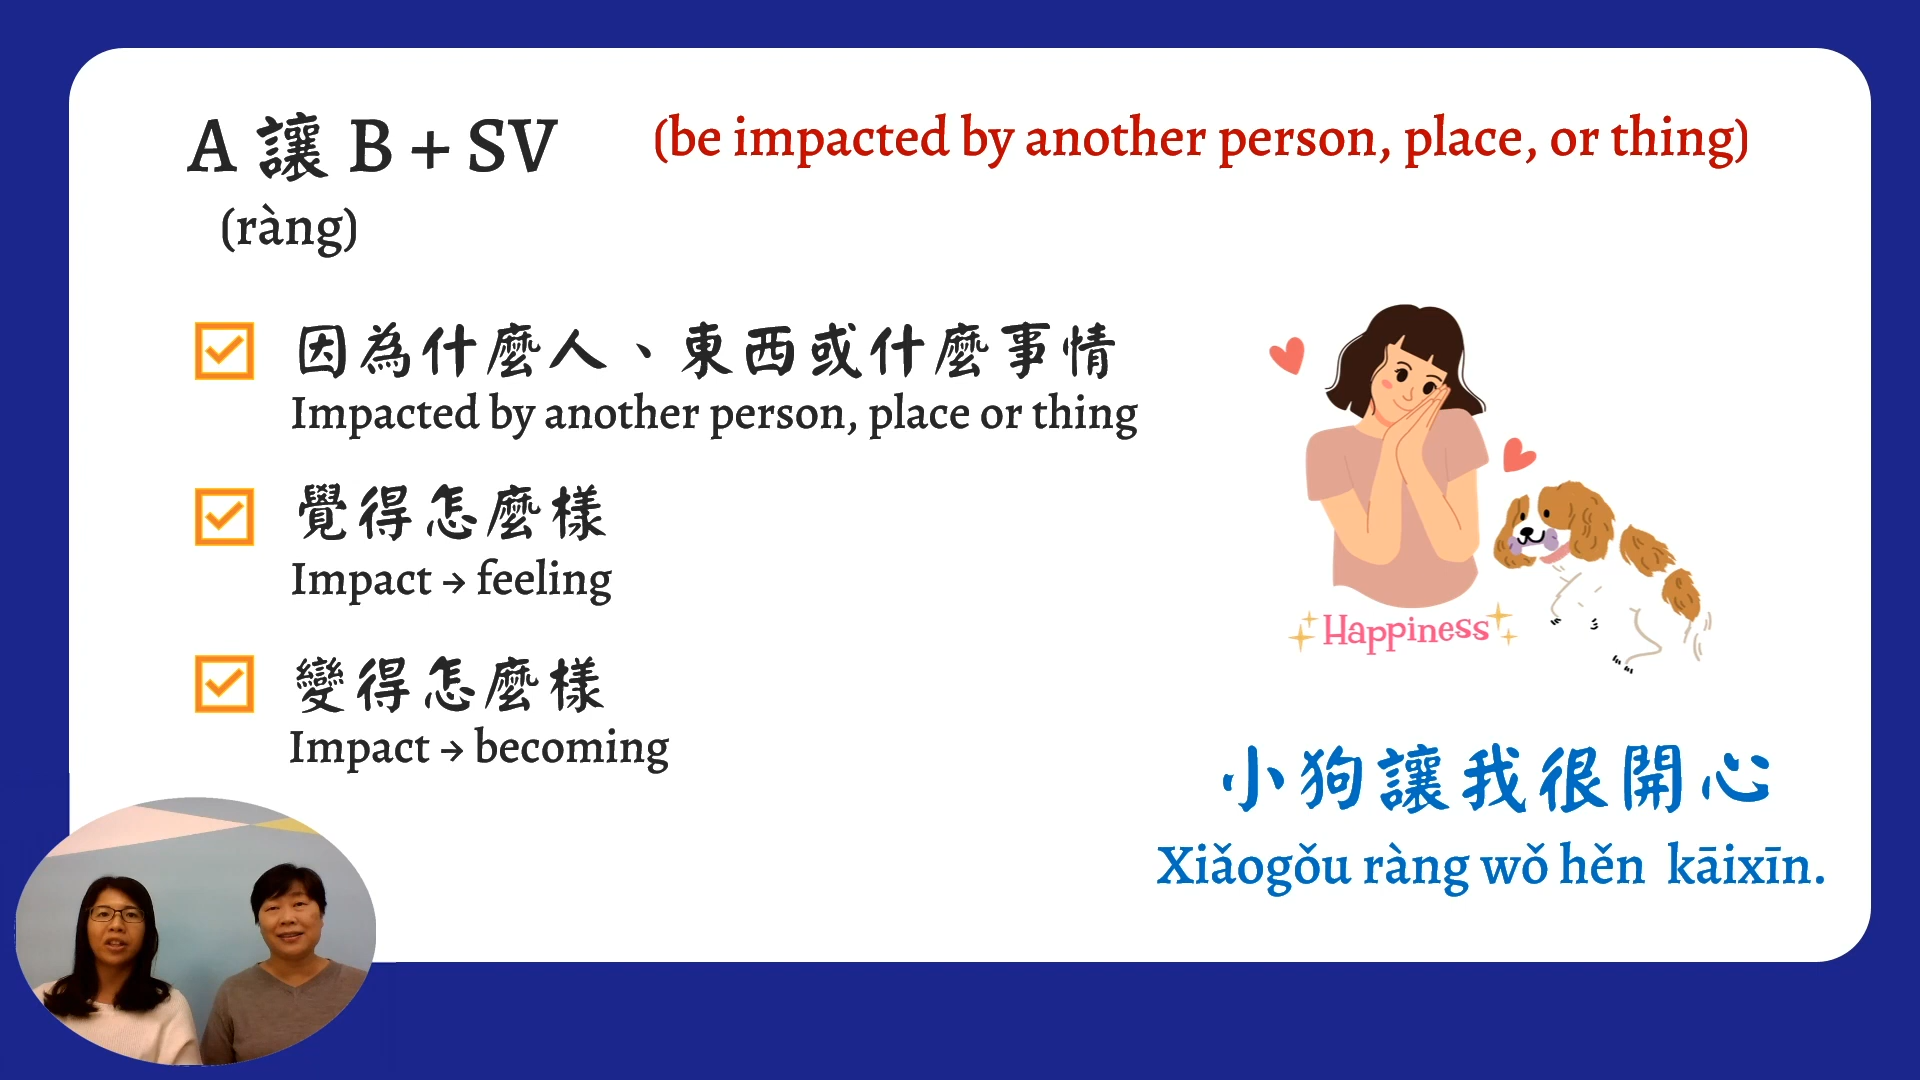 A 讓 B + SV
(be impacted by another person, place, or thing)
(ràng)
因為什麼人、東西或什麼事情
Impacted by another person, place or thing
覺得怎麼樣
Impact → feeling
變得怎麼樣
Impact → becoming
Happiness
小狗讓我很開心
Xiǎogǒu ràng wǒ hěn kāixīn.